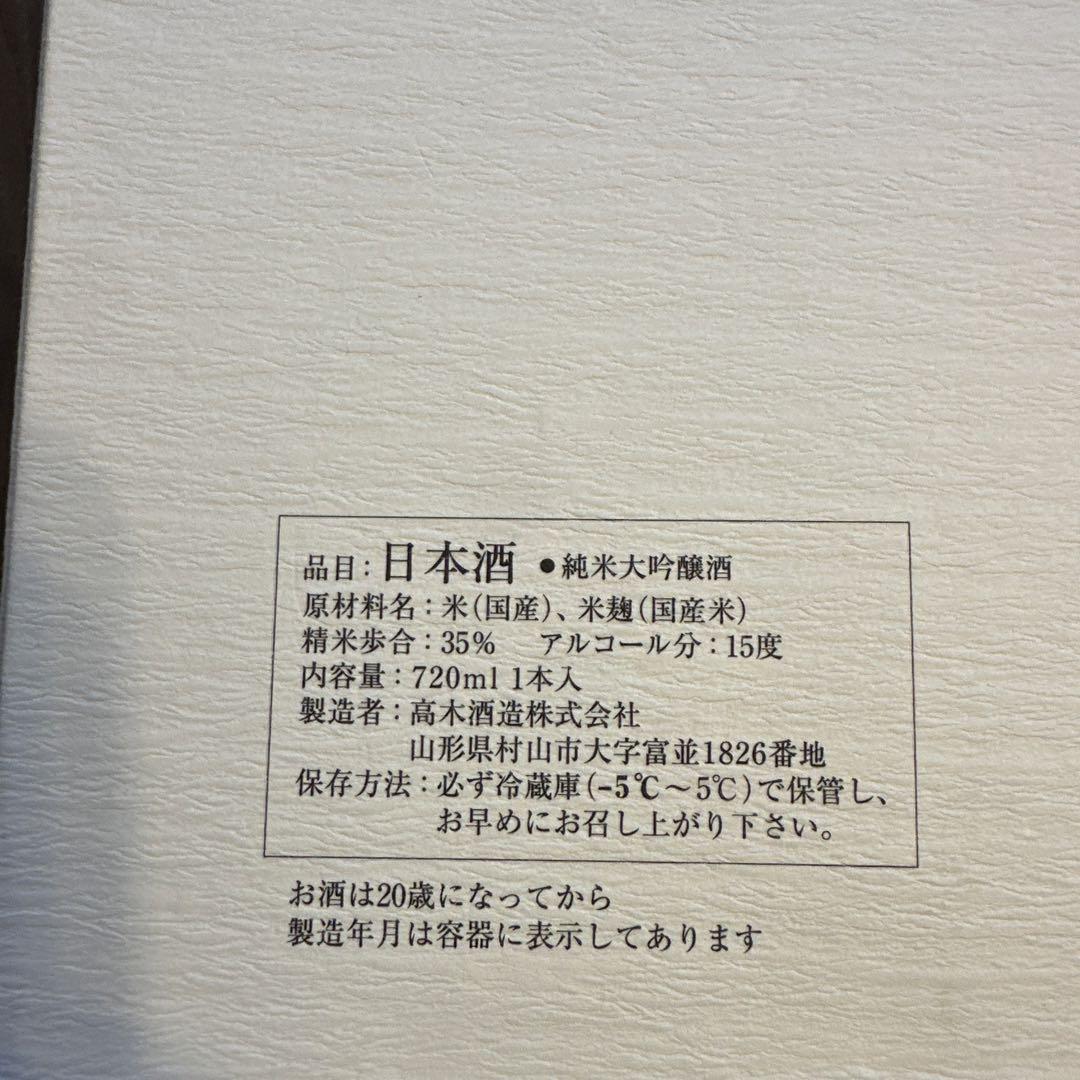 品目：日本酒 ●純米大吟醸酒
原材料名：米（国産）、米麹（国産米）
精米歩合：35％ アルコール分：15度
内容量：720ml 1本入
製造者：高木酒造株式会社
山形県村山市大字富並1826番地
保存方法：必ず冷蔵庫（-5℃～5℃）で保管し、
お早めにお召し上がり下さい。
お酒は20歳になってから
製造年月は容器に表示してあります